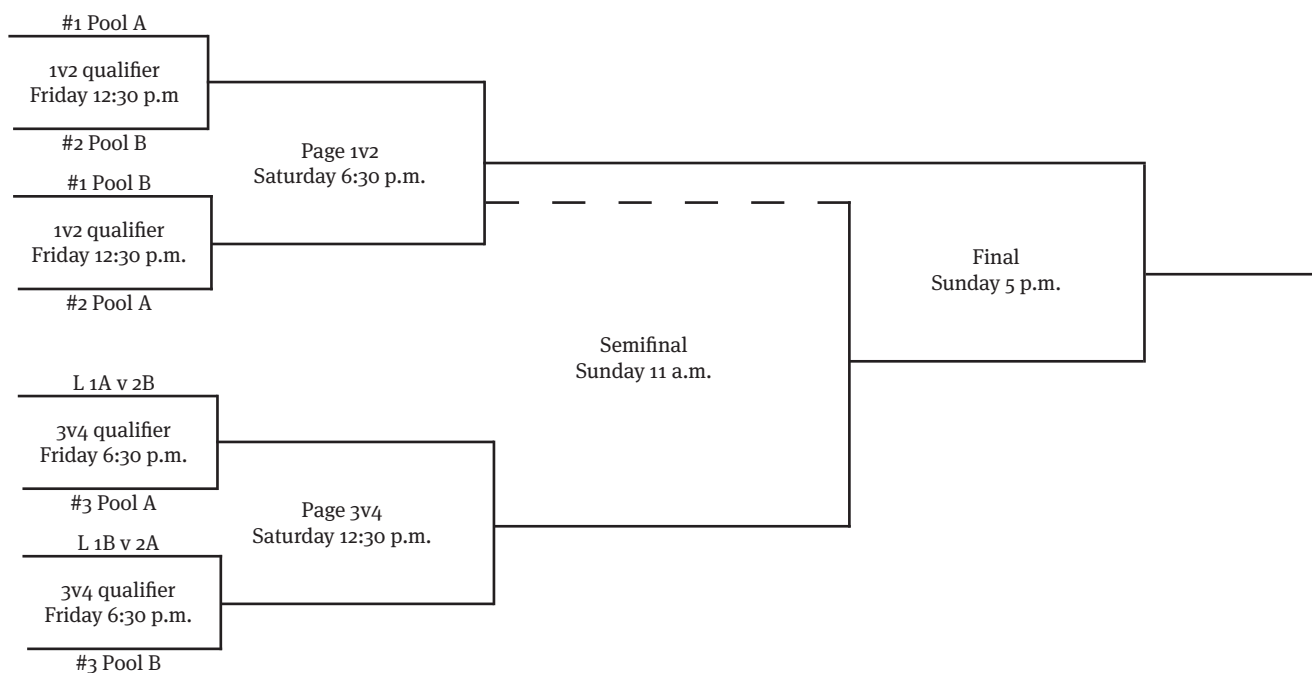 #1 Pool A
1v2 qualifier
Friday 12:30 p.m
#2 Pool B
#1 Pool B
1v2 qualifier
Friday 12:30 p.m.
#2 Pool A
Page 1v2
Saturday 6:30 p.m.
Final
Sunday 5 p.m.
Semifinal
Sunday 11 a.m.
L 1A v 2B
3v4 qualifier
Friday 6:30 p.m.
#3 Pool A
L 1B v 2A
3v4 qualifier
Friday 6:30 p.m.
#3 Pool B
Page 3v4
Saturday 12:30 p.m.